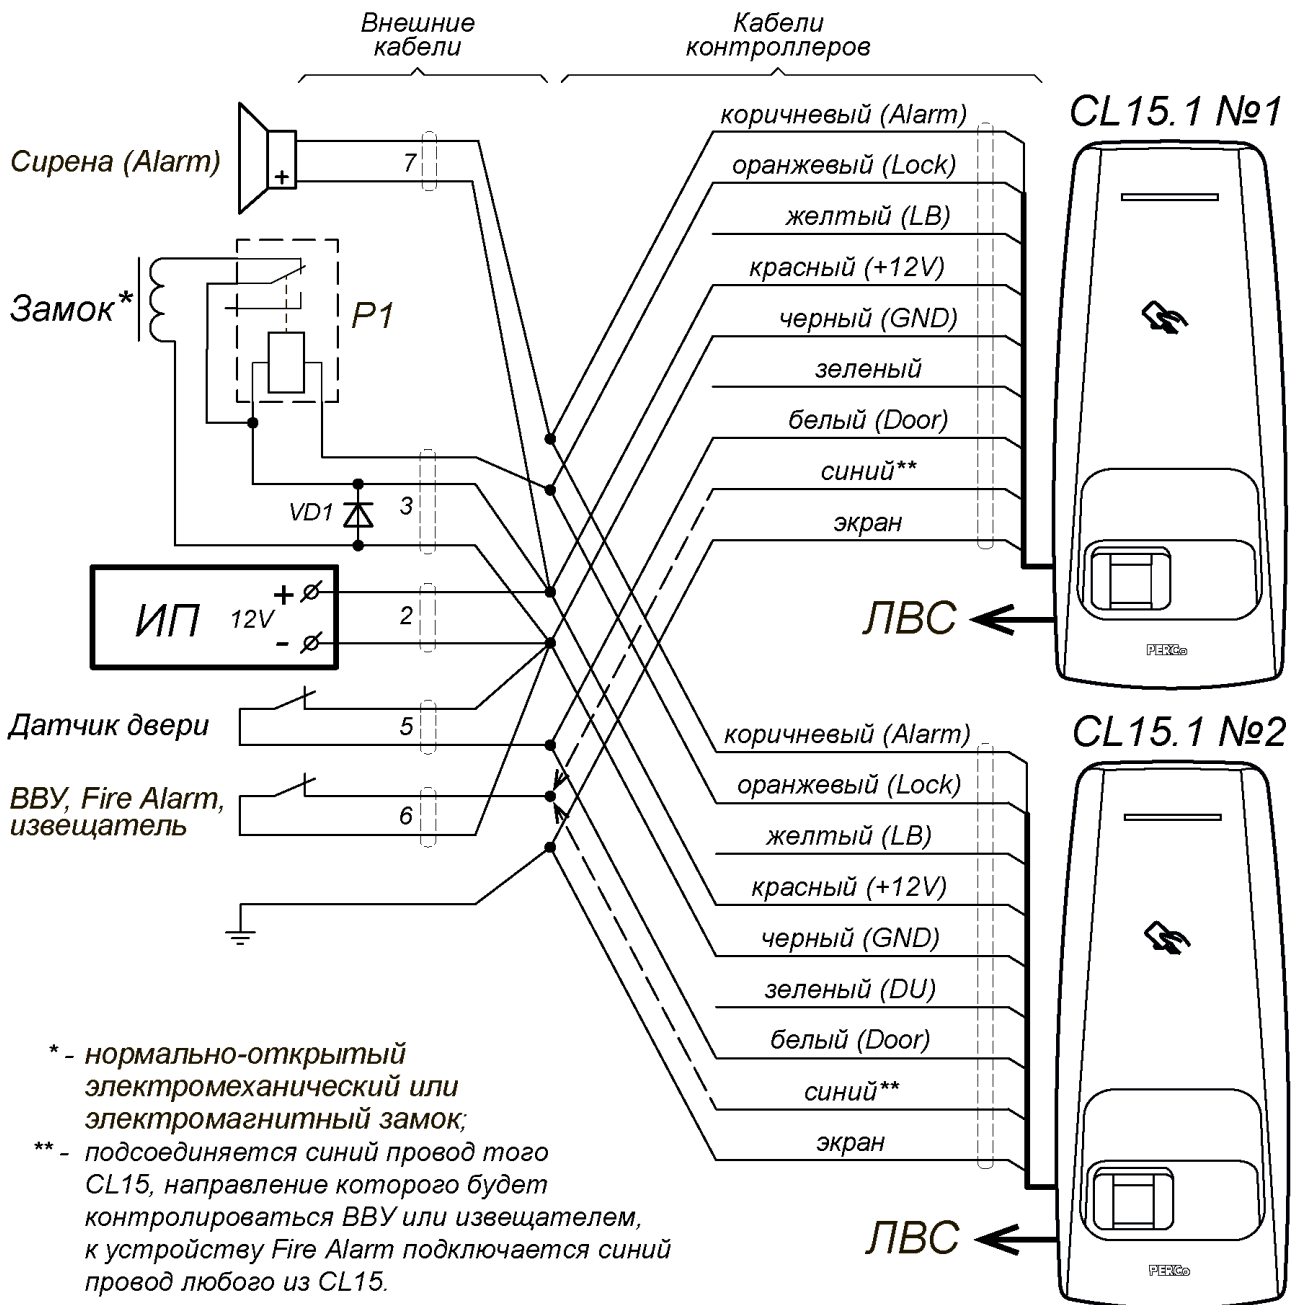 Внешние
кабели
Кабели
контроллеров
CL15.1 №1
Сирена (Alarm)
+
7
коричневый (Alarm)
оранжевый (Lock)
желтый (LB)
красный (+12V)
черный (GND)
зеленый
белый (Door)
синий**
экран
Замок*
P1
VD1
3
ИП
12V
+
-
2
ЛВС
PERCo
Датчик двери
5
ВВУ, Fire Alarm,
извещатель
6
CL15.1 №2
коричневый (Alarm)
оранжевый (Lock)
желтый (LB)
красный (+12V)
черный (GND)
зеленый (DU)
белый (Door)
синий**
экран
ЛВС
PERCo
* - нормально-открытый
электромеханический или
электромагнитный замок;
** - подсоединяется синий провод того
CL15, направление которого будет
контролироваться ВВУ или извещателем,
к устройству Fire Alarm подключается синий
провод любого из CL15.